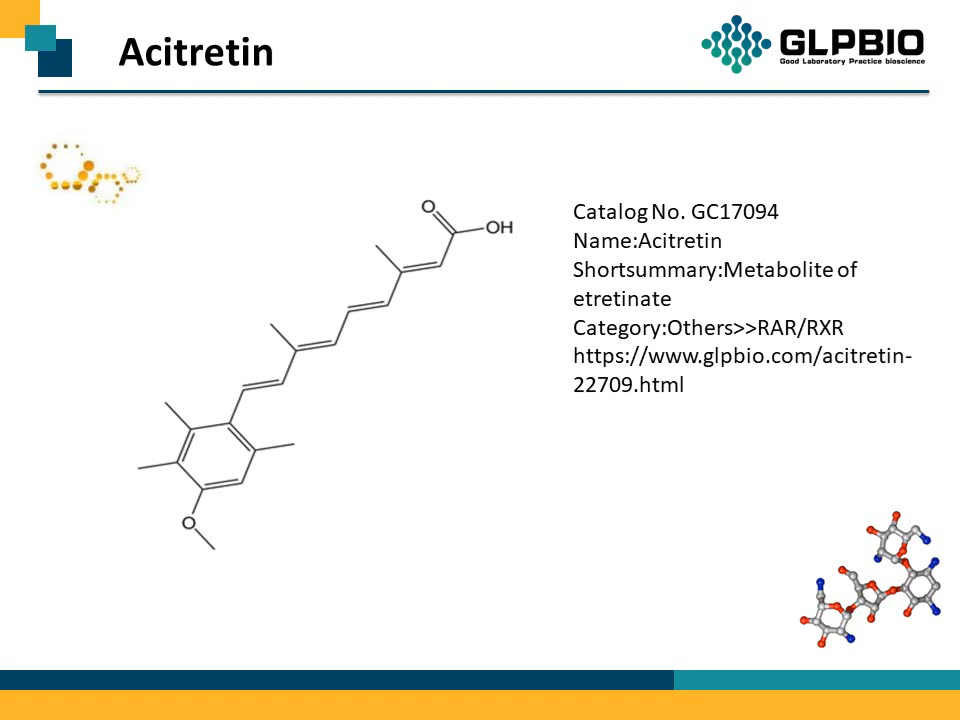 Acitretin
GLPBIO
Good Laboratory Practice bioscience
O
OH
O
Catalog No. GC17094
Name:Acitretin
Shortsummary:Metabolite of
etretinate
Category:Others>>RAR/RXR
https://www.glpbio.com/acitretin-
22709.html